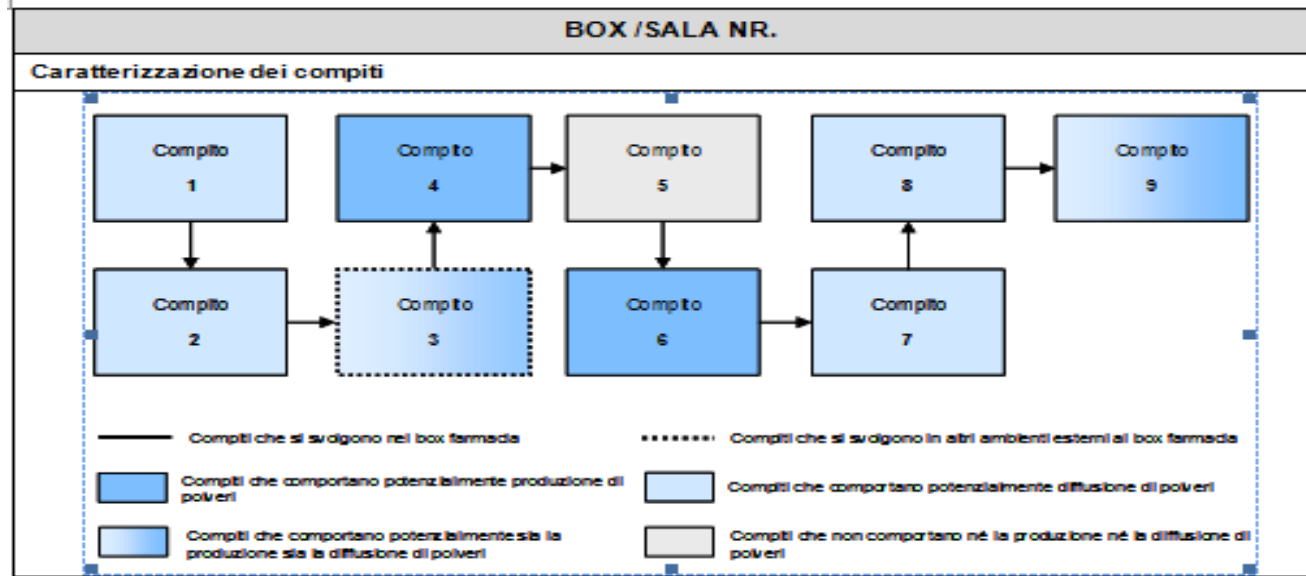 BOX /SALA NR.
Caratterizzazione dei compiti
Compito
1
Compito
4
Compito
5
Compito
8
Compito
9
Compito
2
Compito
3
Compito
6
Compito
7
Compiti che si svolgono nel box farmacia
Compiti che si svolgono in altri ambienti esterni al box farmacia
Compiti che comportano potenzialmente produzione di
polveri
Compiti che comportano potenzialmente diffusione di polveri
Compiti che comportano potenzialmente sia la
produzione sia la diffusione di polveri
Compiti che non comportano né la produzione né la diffusione di
polveri